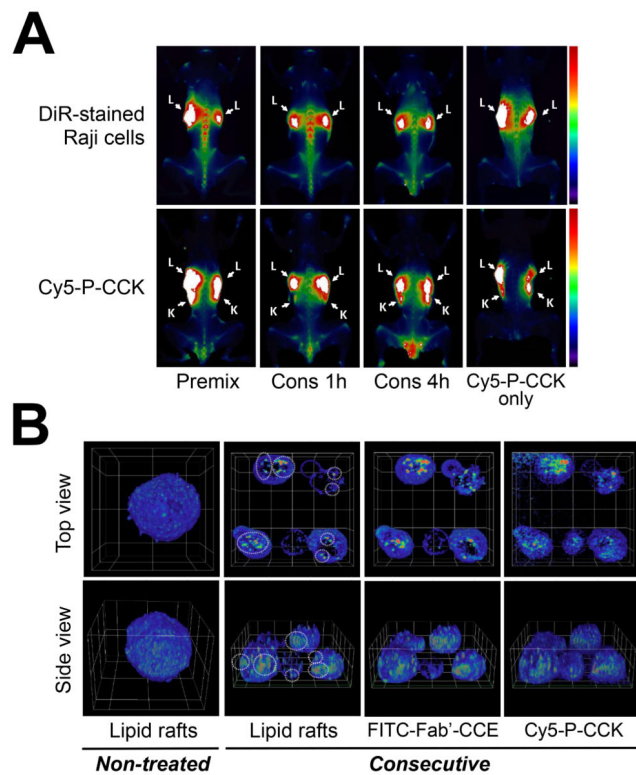 A
DiR-stained
Raji cells
L L L L L L L L
Cy5-P-CCK
L L L L L L L L
K K K K K K K K
Premix Cons 1h Cons 4h Cy5-P-CCK
only
B
Top view
Side view
Lipid rafts Lipid rafts FITC-Fab'-CCE Cy5-P-CCK
Non-treated Consecutive